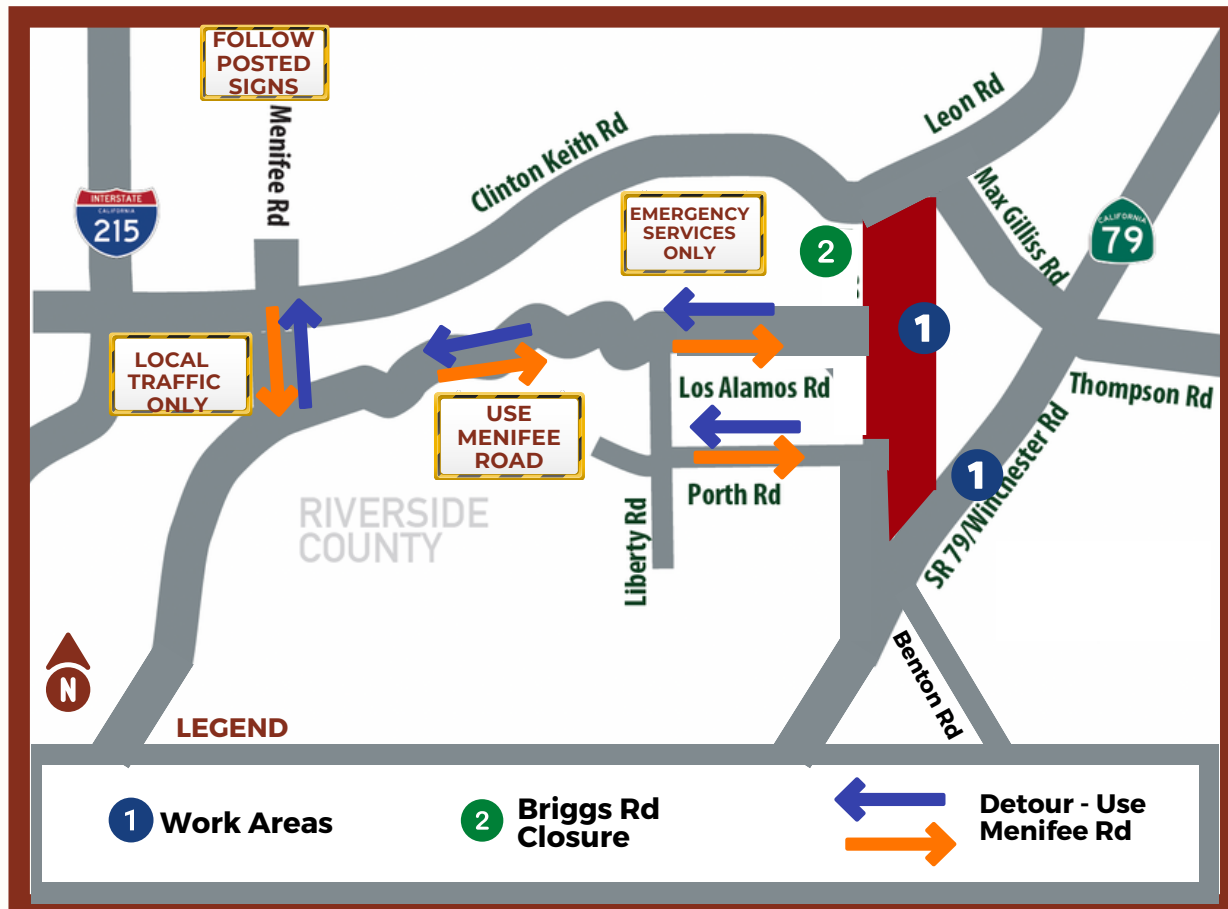 FOLLOW
POSTED
SIGNS
Menifee Rd
INTERSTATE
CALIFORNIA
215
Clinton Keith Rd
Leon Rd
Max Gilliss Rd
CALIFORNIA
79
EMERGENCY
SERVICES
ONLY
2
1
LOCAL
TRAFFIC
ONLY
USE
MENIFEE
ROAD
Los Alamos Rd
Thompson Rd
Porth Rd
Liberty Rd
1
SR 79/Winchester Rd
RIVERSIDE
COUNTY
Benton Rd
N
LEGEND
1 Work Areas
2 Briggs Rd
Closure
Detour - Use
Menifee Rd